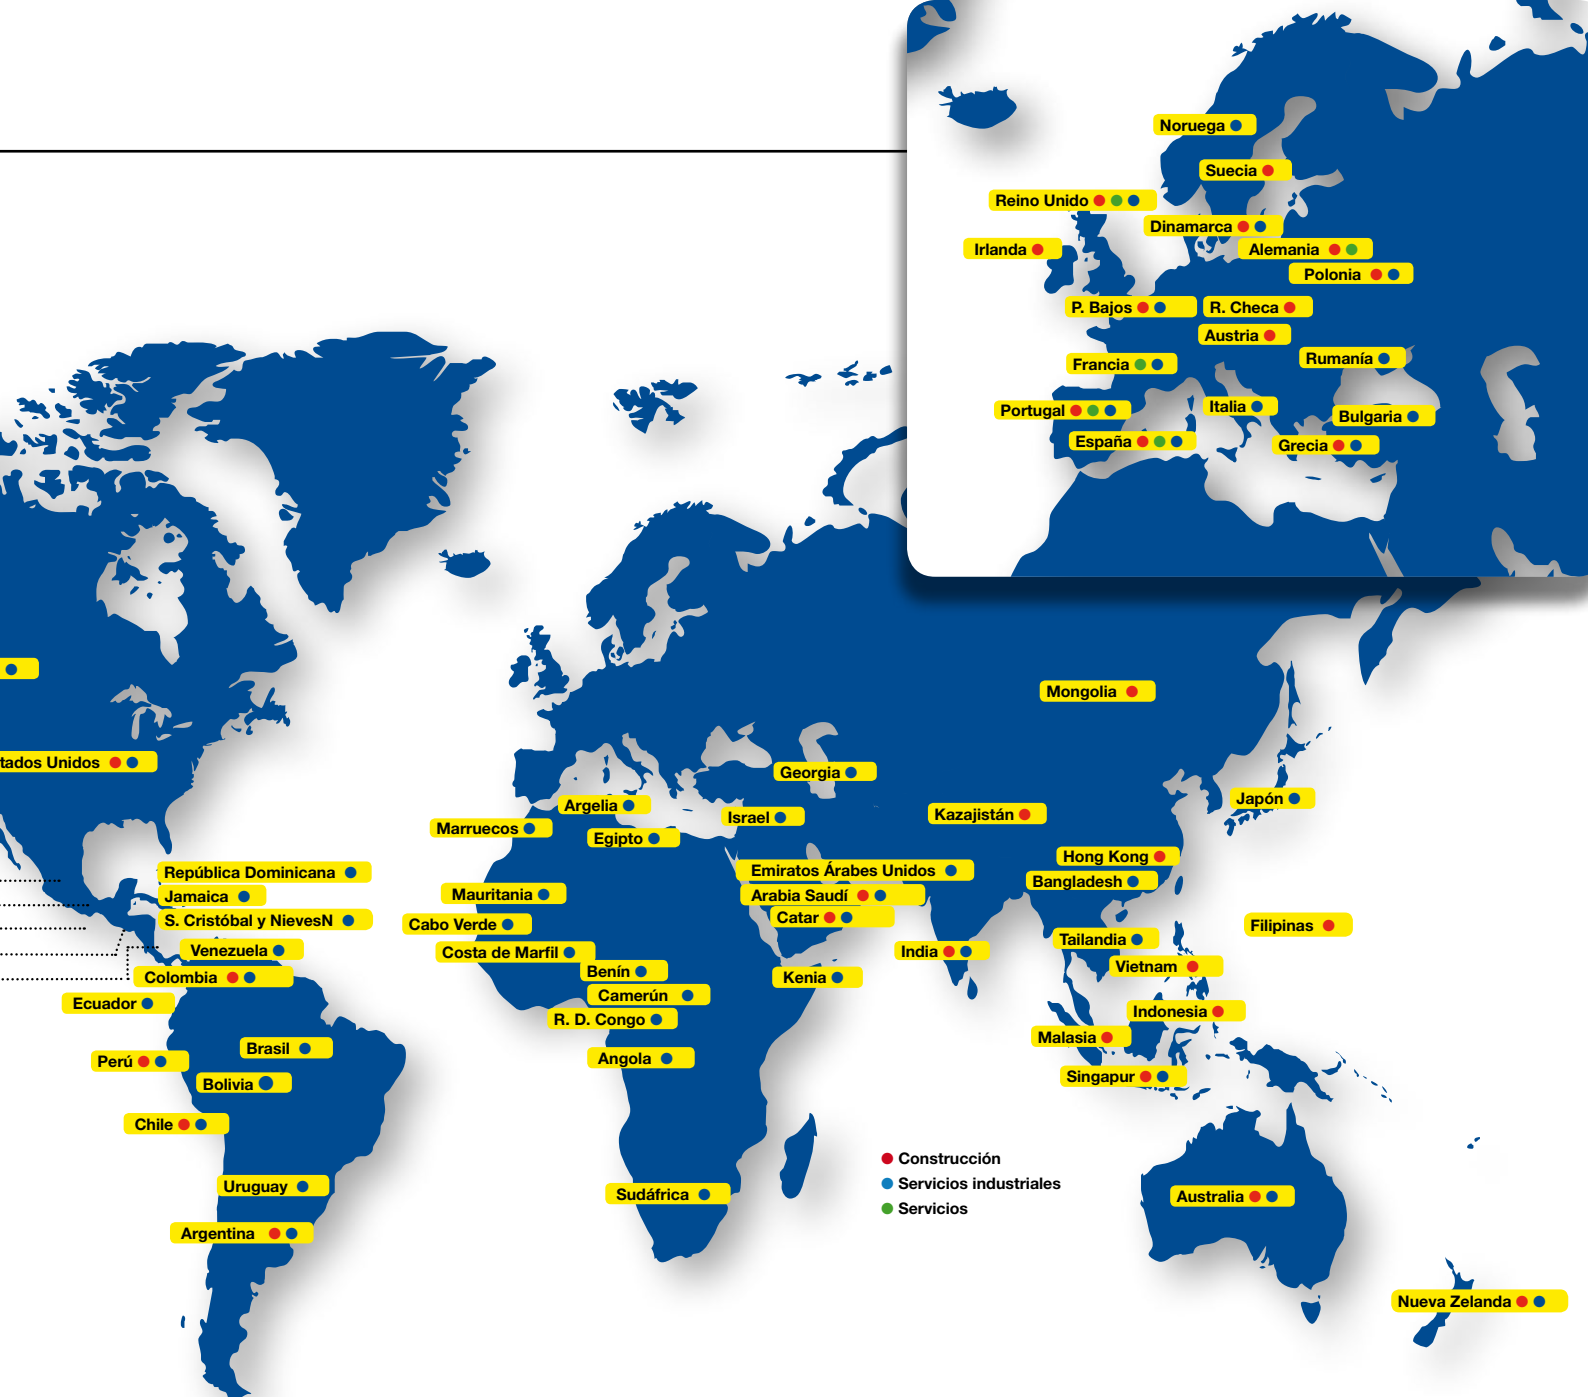 Noruega
Suecia
Reino Unido
Dinamarca
Irlanda
Alemania
Polonia
P. Bajos
R. Checa
Austria
Francia
Rumanía
Portugal
Italia
Bulgaria
España
Grecia
tados Unidos
República Dominicana
Jamaica
S. Cristóbal y NievesN
Venezuela
Colombia
Ecuador
Perú
Brasil
Bolivia
Chile
Uruguay
Argentina
Argelia
Marruecos
Egipto
Israel
Georgia
Mauritania
Cabo Verde
Costa de Marfil
Benín
Camerún
R. D. Congo
Angola
Sudáfrica
Kenia
Emiratos Árabes Unidos
Arabia Saudí
Catar
Mongolia
Kazajistán
Japón
Hong Kong
Bangladesh
India
Tailandia
Filipinas
Vietnam
Indonesia
Malasia
Singapur
Construcción
Servicios industriales
Servicios
Australia
Nueva Zelanda